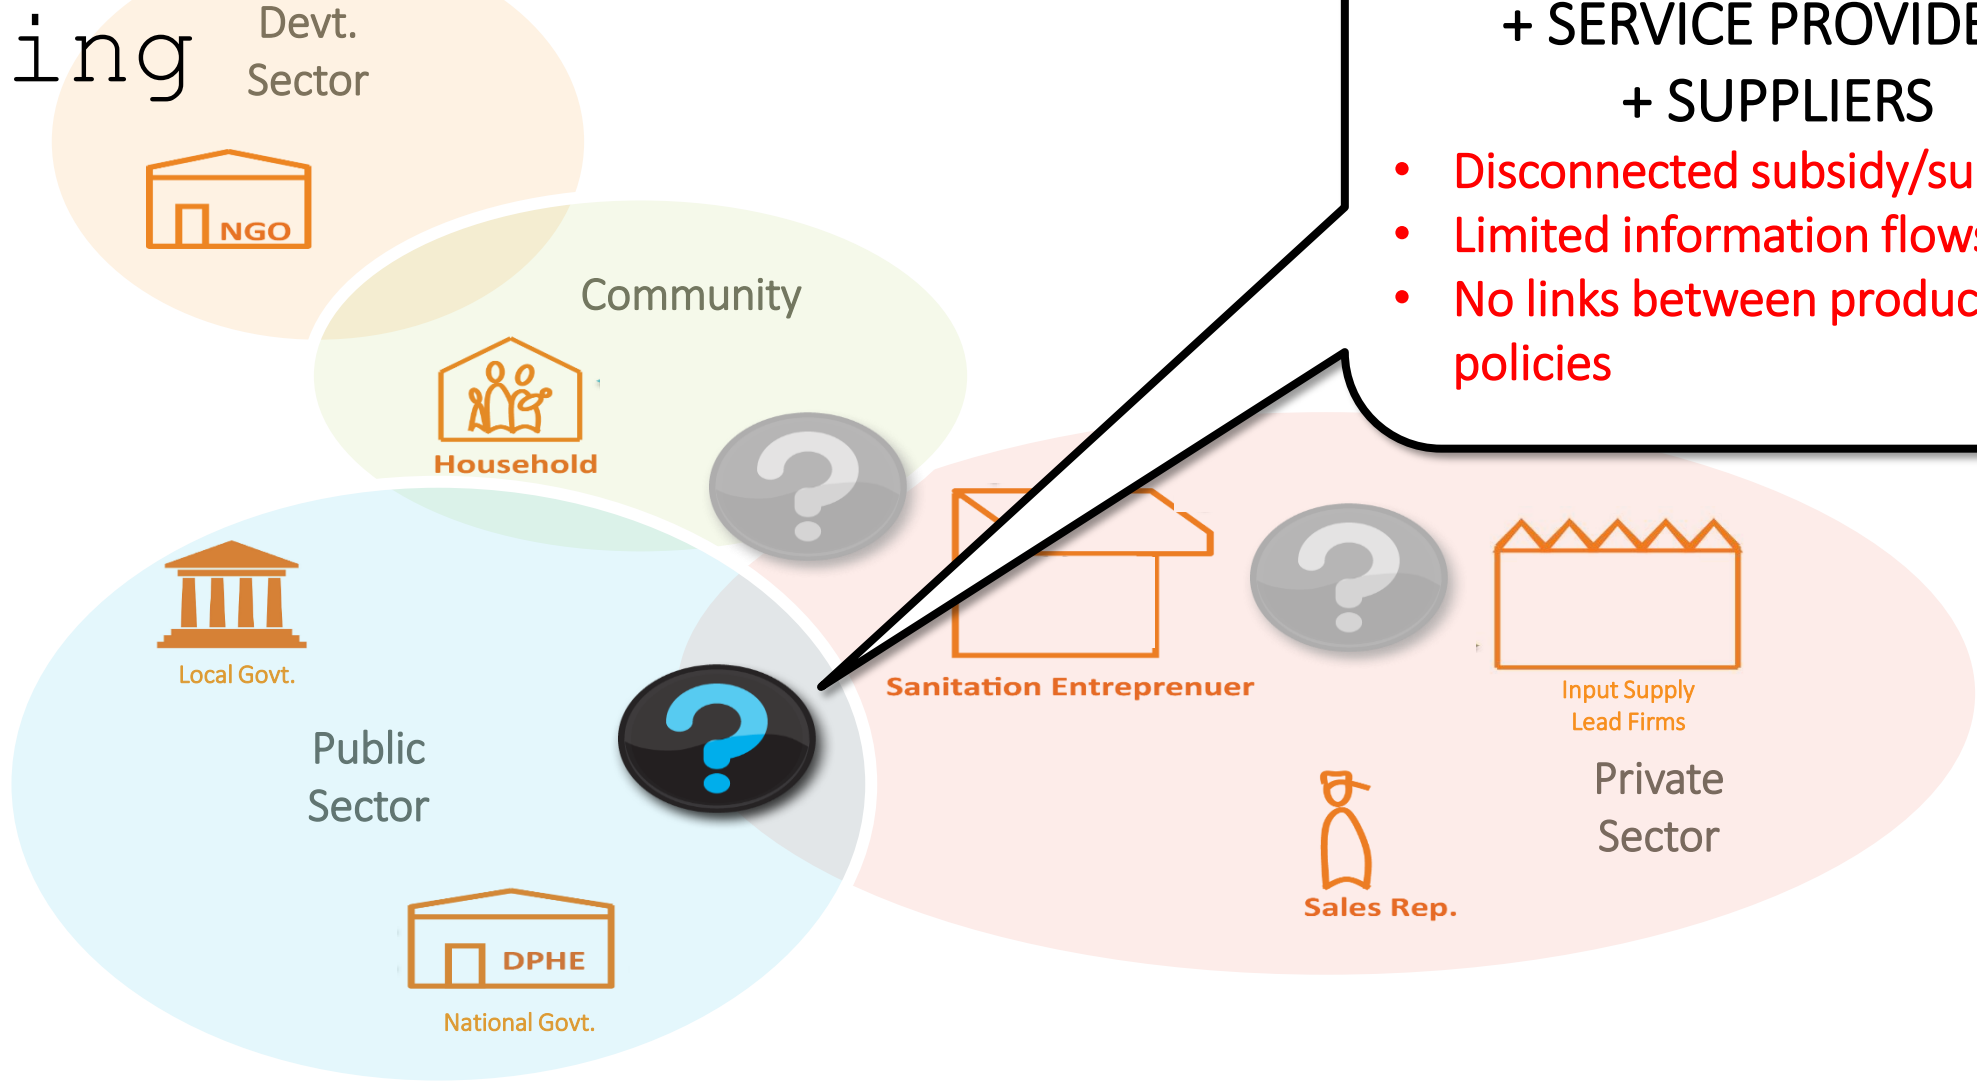 ing
Devt.
Sector
NGO
Community
Household
Local Govt.
Public
Sector
DPHE
National Govt.
+ SERVICE PROVIDE
+ SUPPLIERS
• Disconnected subsidy/su
• Limited information flows
• No links between produc
policies
Sanitation Entreprenuer
Input Supply
Lead Firms
Private
Sector
Sales Rep.